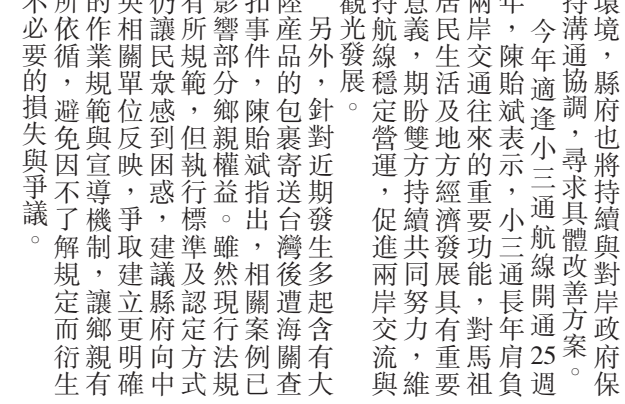 環境，縣府也將持續與對岸政府保
持溝通協調，尋求具體改善方案。
今年適逢小三通航線開通25週
年，陳貽斌表示，小三通長年肩負
兩岸交通往來的重要功能，對馬祖
居民生活及地方經濟發展具有重要
意義，期盼雙方持續共同努力，維
持航線穩定營運，促進兩岸交流與
觀光發展。
另外，針對近期發生多起含有大
陸産品的包裹寄送台灣後遭海關查
扣事件，陳貽斌指出，相關案例已
影響部分鄉親權益。雖然現行法規
有所規範，但執行標準及認定方式
仍讓民眾感到困惑，建議縣府向中
央相關單位反映，爭取建立更明確
的作業規範與宣導機制，讓鄉親有
所依循，避免因不了解規定而衍生
不必要的損失與爭議。